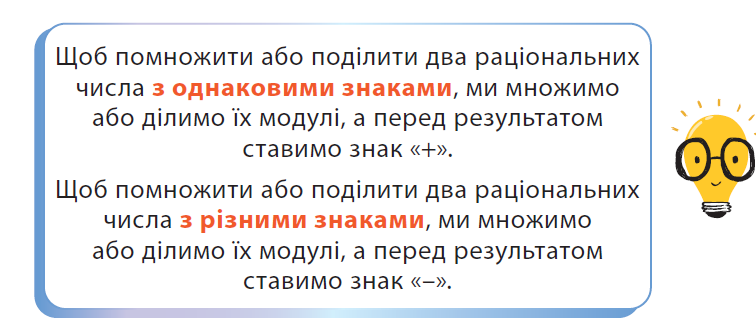 Щоб помножити або поділити два раціональних
числа з однаковими знаками, ми множимо
або ділимо їх модулі, а перед результатом
ставимо знак «+».
Щоб помножити або поділити два раціональних
числа з різними знаками, ми множимо
або ділимо їх модулі, а перед результатом
ставимо знак «–».